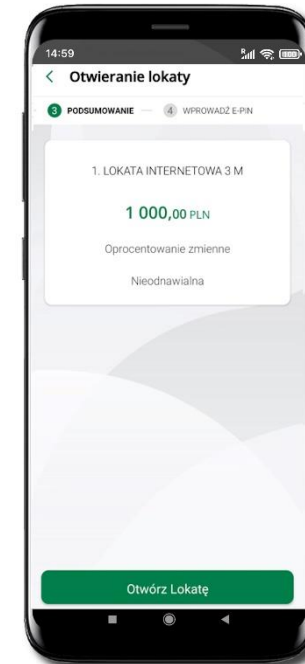 14:59
Otwieranie lokaty
3 PODSUMOWANIE 4 WPROWADŹ E-PIN
1. LOKATA INTERNETOWA 3 M
1 000,00 PLN
Oprocentowanie zmienne
Nieodnawialna
Otwórz Lokatę